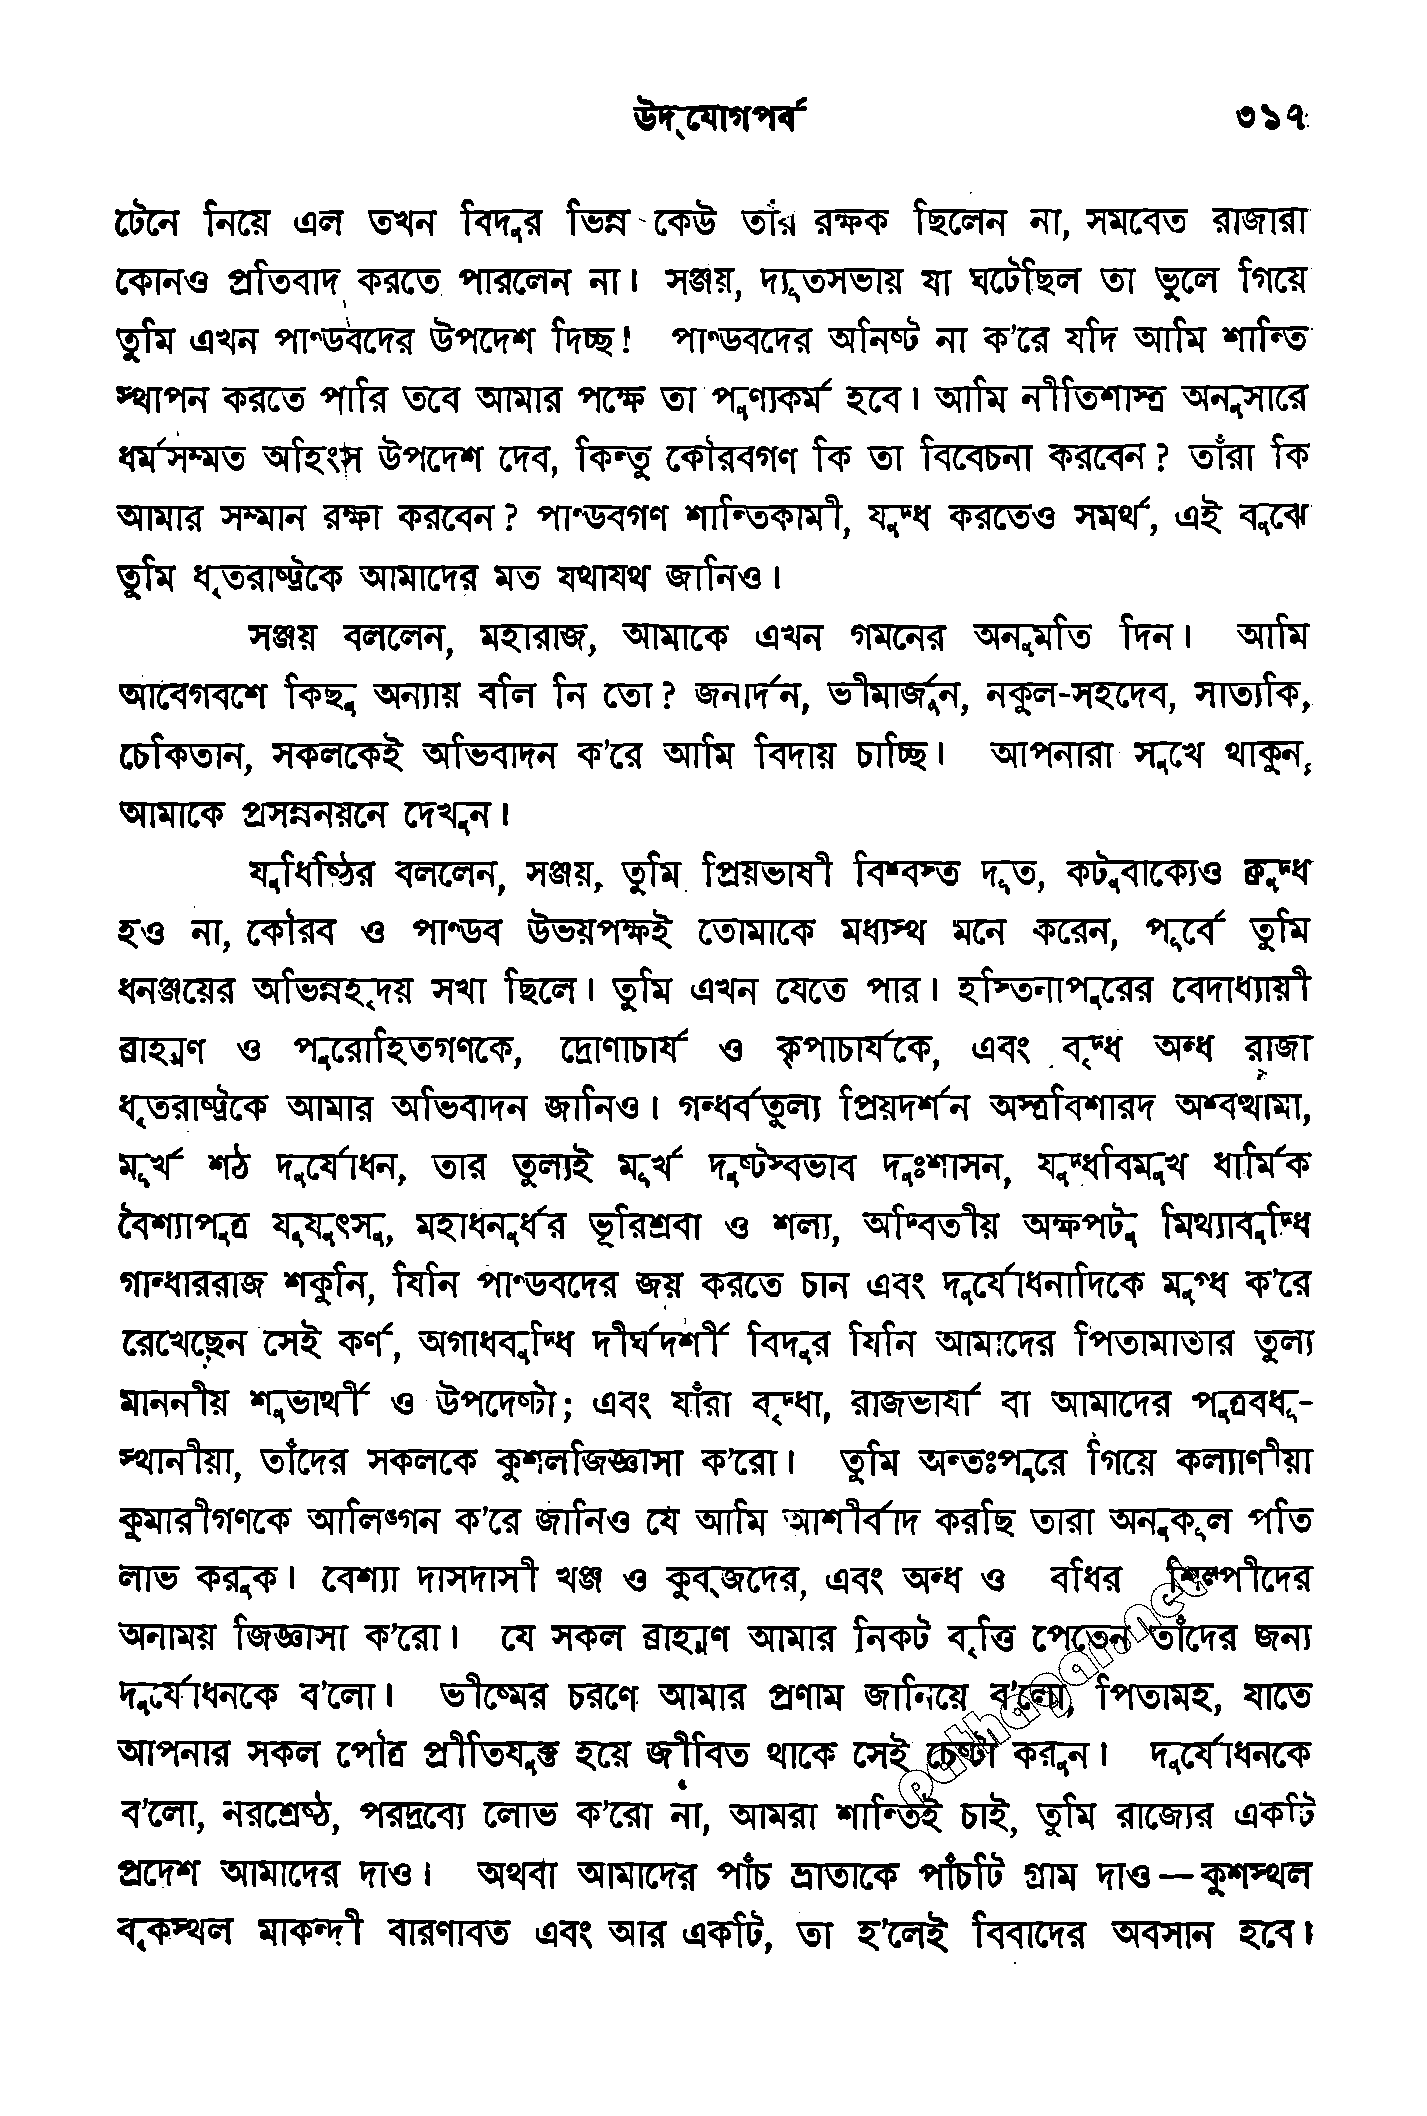 উদ্‌যোগপর্ব ৩১৭
টেনে নিয়ে এল তখন বিদুর ভিন্ন কেউ তাঁর রক্ষক ছিলেন না, সমবেত রাজারা
কোনও প্রতিবাদ করতে পারলেন না। সঞ্জয়, দ্যূতসভায় যা ঘটেছিল তা ভুলে গিয়ে
তুমি এখন পাণ্ডবদের উপদেশ দিচ্ছ! পাণ্ডবদের অনিষ্ট না ক'রে যদি আমি শান্তি
স্থাপন করতে পারি তবে আমার পক্ষে তা পুণ্যকর্ম হবে। আমি নীতিশাস্ত্র অনুসারে
ধর্মসম্মত অহিংস উপদেশ দেব, কিন্তু কৌরবগণ কি তা বিবেচনা করবেন? তাঁরা কি
আমার সম্মান রক্ষা করবেন? পাণ্ডবগণ শান্তিকামী, যুদ্ধ করতেও সমর্থ, এই বুঝে
তুমি ধৃতরাষ্ট্রকে আমাদের মত যথাযথ জানিও।
সঞ্জয় বললেন, মহারাজ, আমাকে এখন গমনের অনুমতি দিন। আমি
আবেগবশে কিছু অন্যায় বলি নি তো? জনার্দন, ভীমার্জুন, নকুল-সহদেব, সাত্যকি,
চেকিতান, সকলকেই অভিবাদন ক'রে আমি বিদায় চাচ্ছি। আপনারা সুখে থাকুন,
আমাকে প্রসন্ননয়নে দেখুন।
যুধিষ্ঠির বললেন, সঞ্জয়, তুমি প্রিয়ভাষী বিশ্বস্ত দূত, কটুবাক্যেও ক্রুদ্ধ
হও না, কৌরব ও পাণ্ডব উভয়পক্ষই তোমাকে মধ্যস্থ মনে করেন, পূর্বে তুমি
ধনঞ্জয়ের অভিন্নহৃদয় সখা ছিলে। তুমি এখন যেতে পার। হস্তিনাপুরের বেদাধ্যায়ী
ব্রাহ্মণ ও পুরোহিতগণকে, দ্রোণাচার্য ও কৃপাচার্যকে, এবং বৃদ্ধ অন্ধ রাজা
ধৃতরাষ্ট্রকে আমার অভিবাদন জানিও। গন্ধর্বতুল্য প্রিয়দর্শন অস্ত্রবিশারদ অশ্বত্থামা,
মূর্খ শঠ দুর্যোধন, তার তুল্যই মূর্খ দুষ্টস্বভাব দুঃশাসন, যুদ্ধবিমুখ ধার্মিক
বৈশ্যাপুত্র যুযুৎসু, মহাধনুর্ধর ভূরিশ্রবা ও শল্য, অদ্বিতীয় অক্ষপটু মিথ্যাবুদ্ধি
গান্ধাররাজ শকুনি, যিনি পাণ্ডবদের জয় করতে চান এবং দুর্যোধনাদিকে মুগ্ধ ক'রে
রেখেছেন সেই কর্ণ, অগাধবুদ্ধি দীর্ঘদর্শী বিদুর যিনি আমাদের পিতামাতার তুল্য
মাননীয় শুভার্থী ও উপদেষ্টা; এবং যাঁরা বৃদ্ধা, রাজভার্যা বা আমাদের পুত্রবধূ-
স্থানীয়া, তাঁদের সকলকে কুশলজিজ্ঞাসা ক'রো। তুমি অন্তঃপুরে গিয়ে কল্যাণীয়া
কুমারীগণকে আলিঙ্গন ক'রে জানিও যে আমি আশীর্বাদ করছি তারা অনুকূল পতি
লাভ করুক। বেশ্যা দাসদাসী খঞ্জ ও কুব্জদের, এবং অন্ধ ও বধির শিল্পীদের
অনাময় জিজ্ঞাসা ক'রো। যে সকল ব্রাহ্মণ আমার নিকট বৃত্তি পেতেন তাঁদের জন্য
দুর্যোধনকে ব'লো। ভীষ্মের চরণে আমার প্রণাম জানিয়ে ব'লো, পিতামহ, যাতে
আপনার সকল পৌত্র প্রীতিযুক্ত হয়ে জীবিত থাকে সেই চেষ্টা করুন। দুর্যোধনকে
ব'লো, নরশ্রেষ্ঠ, পরদ্রব্যে লোভ ক'রো না, আমরা শান্তিই চাই, তুমি রাজ্যের একটি
প্রদেশ আমাদের দাও। অথবা আমাদের পাঁচ ভ্রাতাকে পাঁচটি গ্রাম দাও—কুশস্থল
বৃকস্থল মাকন্দী বারণাবত এবং আর একটি, তা হ'লেই বিবাদের অবসান হবে।
pathagar.net